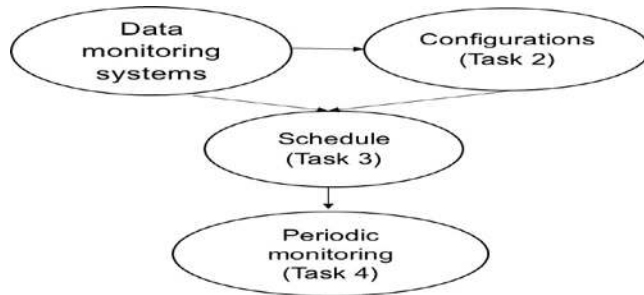 Data
monitoring
systems
Configurations
(Task 2)
Schedule
(Task 3)
Periodic
monitoring
(Task 4)